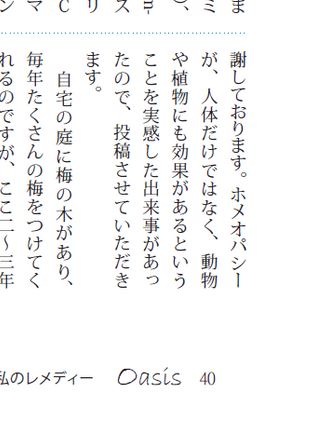 謝しております。ホメオパシー
が、人体だけではなく、動物
や植物にも効果があるという
ことを実感した出来事があっ
たので、投稿させていただき
ます。
自宅の庭に梅の木があり、
毎年たくさんの梅をつけてく
れるのですが、ここ二〜三年
私のレメディー Oasis 40